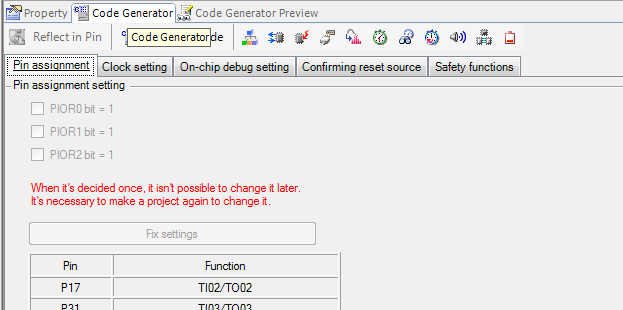 Property Code Generator Code Generator Preview
Reflect in Pin Code Generator de
Pin assignment Clock setting On-chip debug setting Confirming reset source Safety functions
Pin assignment setting
PIOR0 bit = 1
PIOR1 bit = 1
PIOR2 bit = 1
When it's decided once, it isn't possible to change it later.
It's necessary to make a project again to change it.
Fix settings
Pin Function
P17 TI02/TO02
P31 TI03/TO03